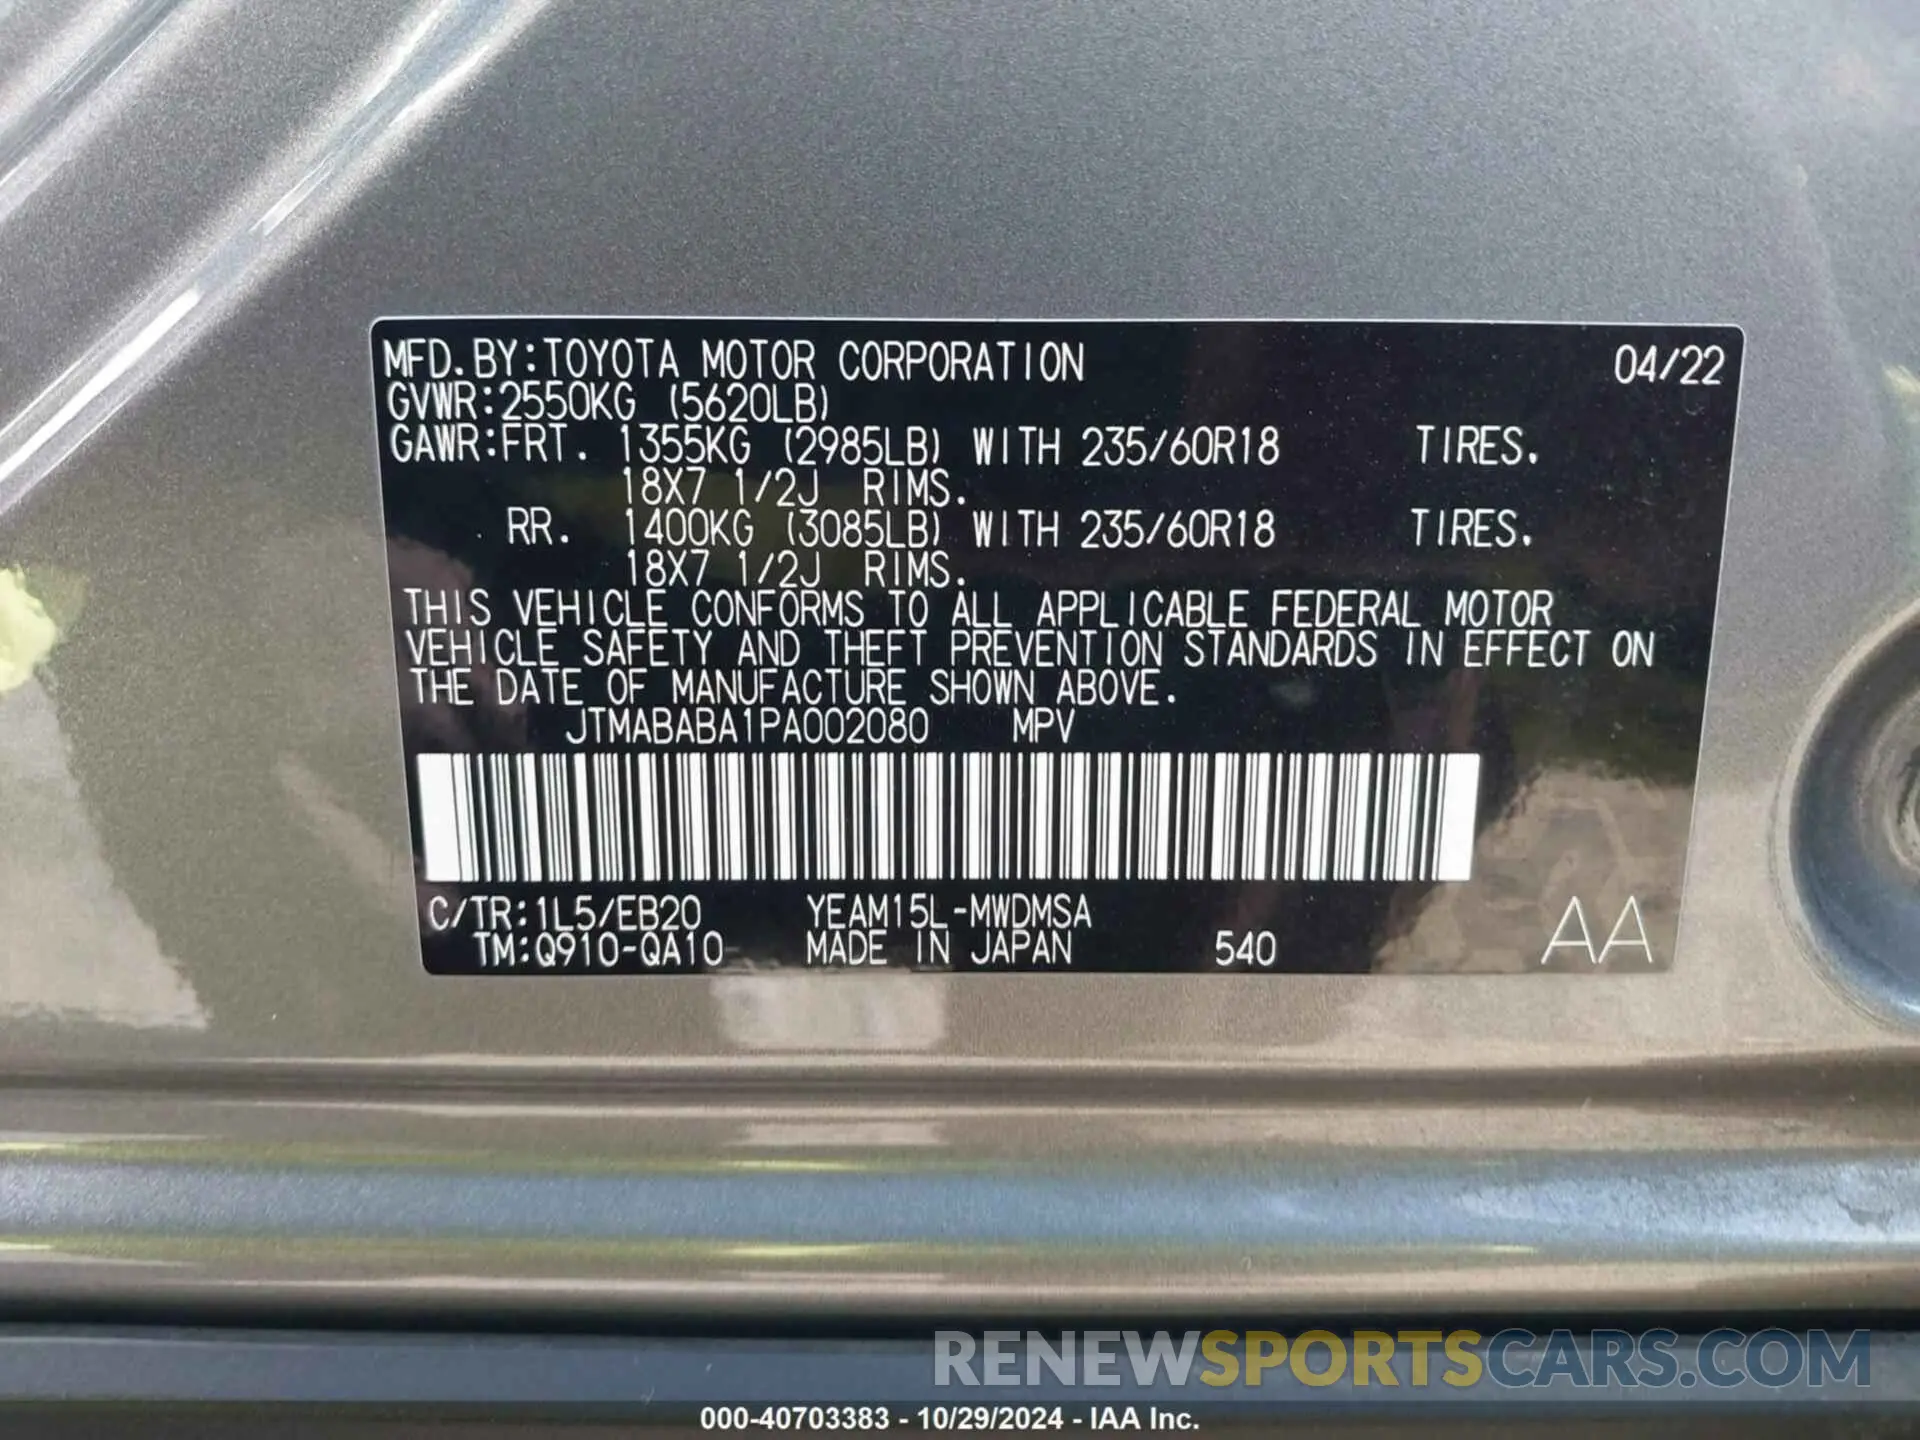 MFD.BY:TOYOTA MOTOR CORPORATION 04/22
GVWR:2550KG (5620LB)
GAWR:FRT. 1355KG (2985LB) WITH 235/60R18 TIRES.
18X7 1/2J RIMS.
RR. 1400KG (3085LB) WITH 235/60R18 TIRES.
18X7 1/2J RIMS.
THIS VEHICLE CONFORMS TO ALL APPLICABLE FEDERAL MOTOR
VEHICLE SAFETY AND THEFT PREVENTION STANDARDS IN EFFECT ON
THE DATE OF MANUFACTURE SHOWN ABOVE.
JTMABABA1PA002080 MPV
C/TR:1L5/EB20 YEAM15L-MWDMSA
TM:Q910-QA10 MADE IN JAPAN 540 AA
RENEWSPORTSCARS.COM
000-40703383 - 10/29/2024 - IAA Inc.